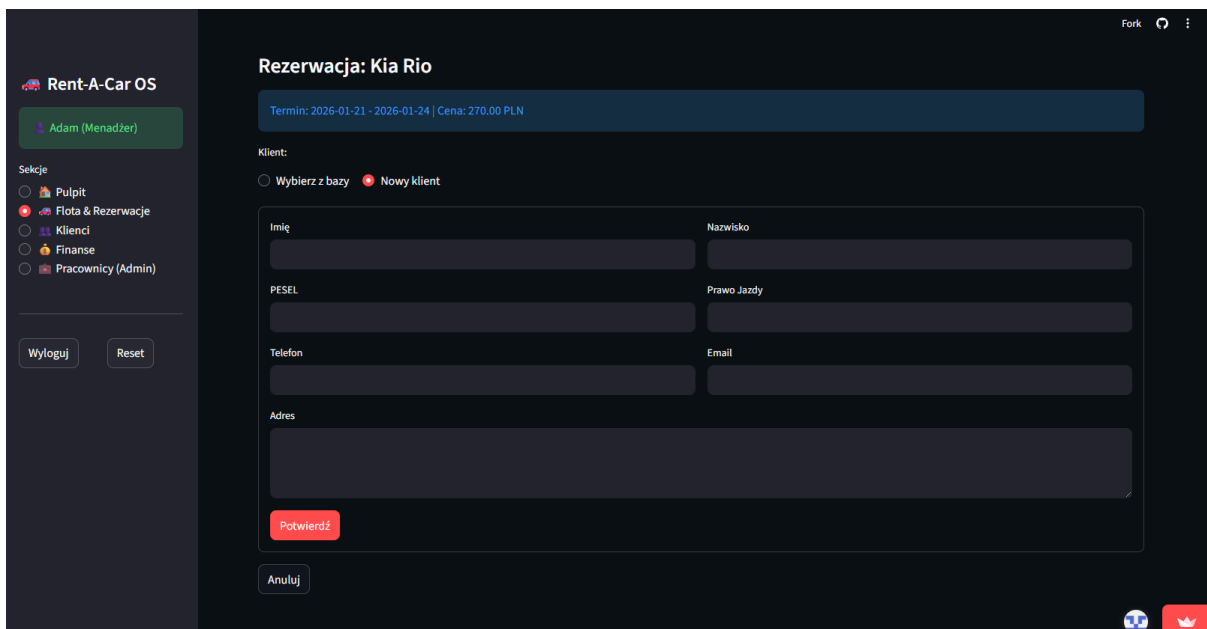 Fork
Rent-A-Car OS
Adam (Menadżer)
Sekcje
Pulpit
Flota & Rezerwacje
Klienci
Finanse
Pracownicy (Admin)
Wyloguj
Reset
Rezerwacja: Kia Rio
Termin: 2026-01-21 - 2026-01-24 | Cena: 270.00 PLN
Klient:
Wybierz z bazy
Nowy klient
Imię
Nazwisko
PESEL
Prawo Jazdy
Telefon
Email
Adres
Potwierdź
Anuluj